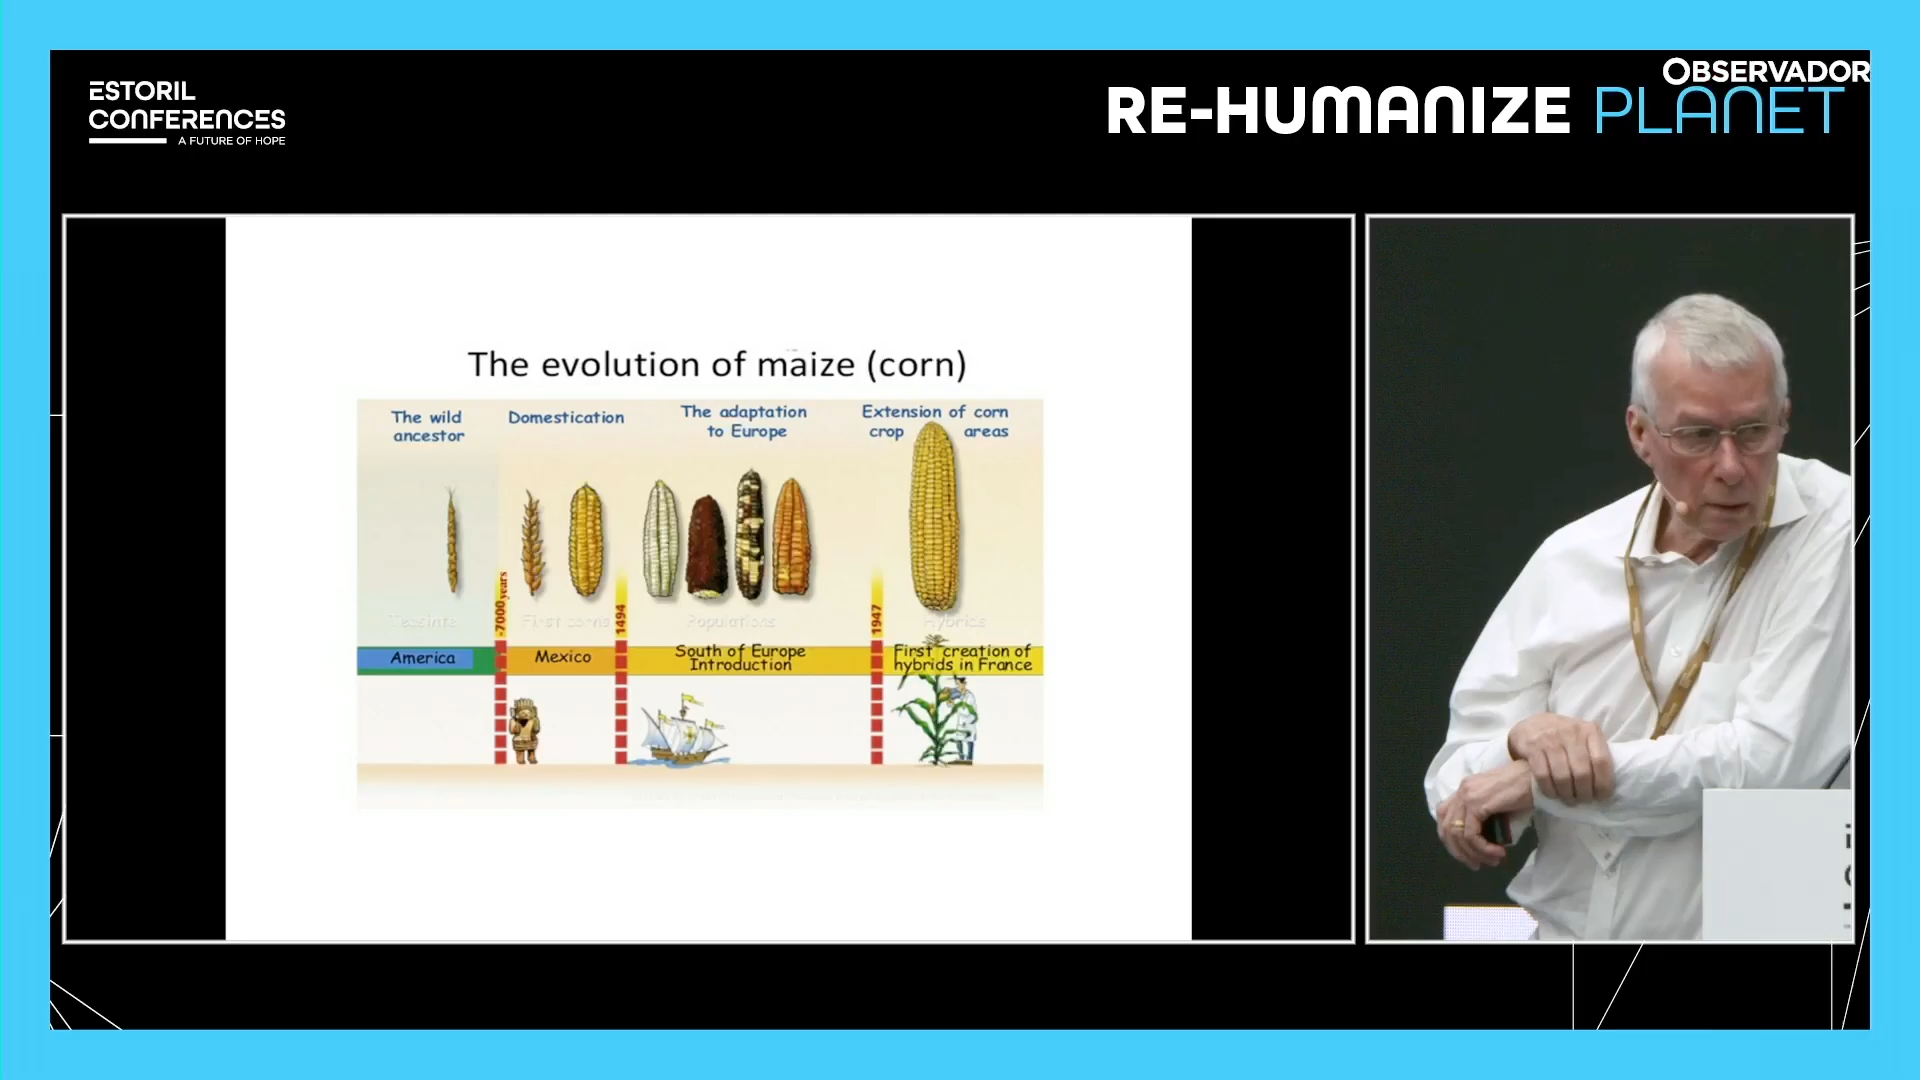 ESTORIL
CONFERENCES
A FUTURE OF HOPE
OBSERVADOR
RE-HUMANIZE PLANET
The evolution of maize (corn)
The wild
ancestor
Domestication
The adaptation
to Europe
Extension of corn
crop areas
-7000 years
1494
1947
Teosinte
First corns
Populations
Hybrids
America
Mexico
South of Europe
Introduction
First creation of
hybrids in France